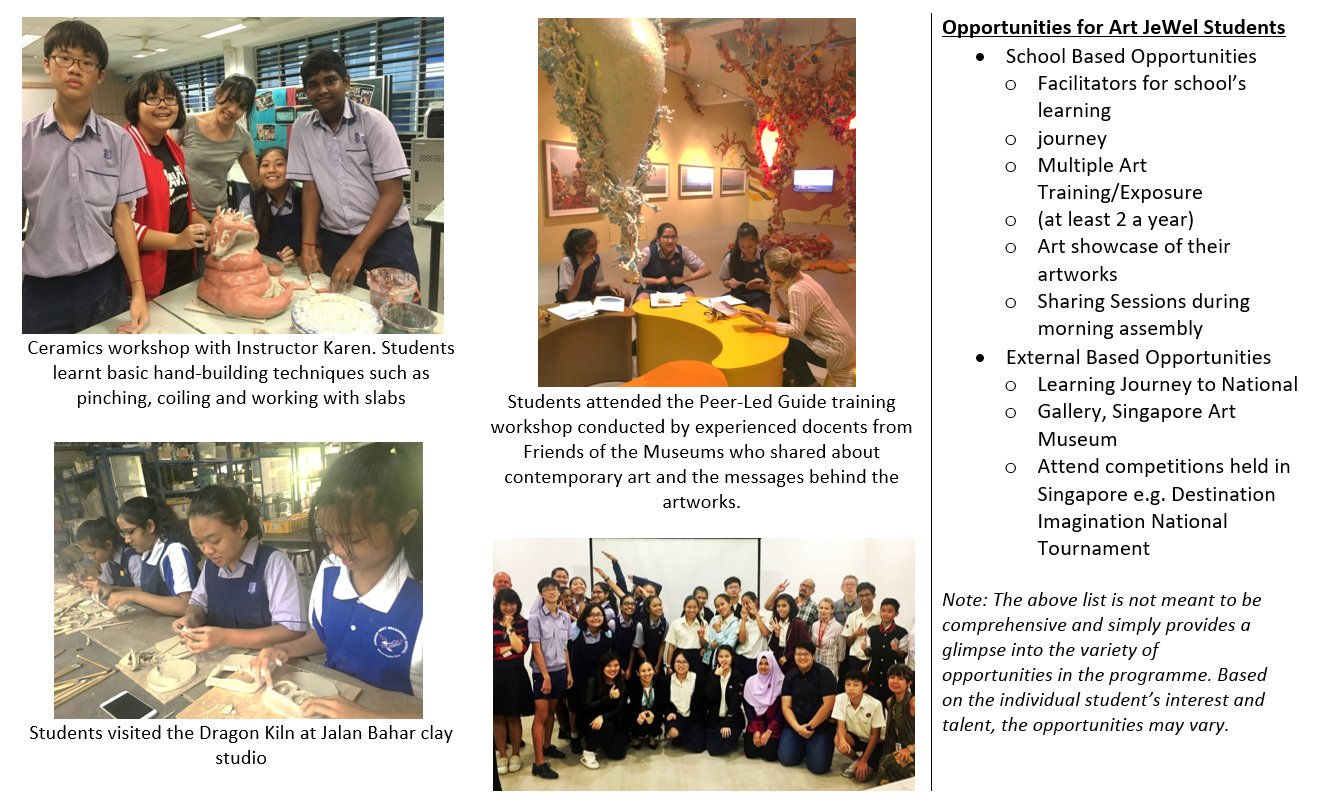 Ceramics workshop with Instructor Karen. Students
learnt basic hand-building techniques such as
pinching, coiling and working with slabs
Students visited the Dragon Kiln at Jalan Bahar clay
studio
Students attended the Peer-Led Guide training
workshop conducted by experienced docents from
Friends of the Museums who shared about
contemporary art and the messages behind the
artworks.
Opportunities for Art JeWel Students
• School Based Opportunities
o Facilitators for school’s
learning
o journey
o Multiple Art
Training/Exposure
o (at least 2 a year)
o Art showcase of their
artworks
o Sharing Sessions during
morning assembly
• External Based Opportunities
o Learning Journey to National
o Gallery, Singapore Art
Museum
o Attend competitions held in
Singapore e.g. Destination
Imagination National
Tournament
Note: The above list is not meant to be
comprehensive and simply provides a
glimpse into the variety of
opportunities in the programme. Based
on the individual student’s interest and
talent, the opportunities may vary.